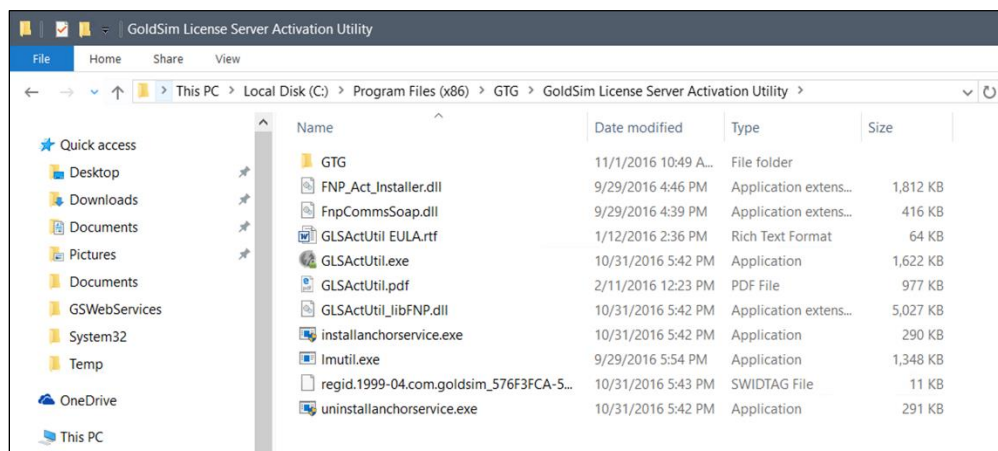 GoldSim License Server Activation Utility
File Home Share View
This PC > Local Disk (C:) > Program Files (x86) > GTG > GoldSim License Server Activation Utility >
Name Date modified Type Size
Quick access
Desktop
Downloads
Documents
Pictures
Documents
GSWebServices
System32
Temp
OneDrive
This PC
GTG 11/1/2016 10:49 A... File folder
FNP_Act_Installer.dll 9/29/2016 4:46 PM Application extens... 1,812 KB
FnpCommsSoap.dll 9/29/2016 4:39 PM Application extens... 416 KB
GLSActUtil EULA.rtf 1/12/2016 2:36 PM Rich Text Format 64 KB
GLSActUtil.exe 10/31/2016 5:42 PM Application 1,622 KB
GLSActUtil.pdf 2/11/2016 12:23 PM PDF File 977 KB
GLSActUtil_libFNP.dll 10/31/2016 5:42 PM Application extens... 5,027 KB
installanchorservice.exe 10/31/2016 5:42 PM Application 290 KB
lmutil.exe 9/29/2016 5:54 PM Application 1,348 KB
regid.1999-04.com.goldsim_576F3FCA-5... 10/31/2016 5:43 PM SWIDTAG File 11 KB
uninstallanchorservice.exe 10/31/2016 5:42 PM Application 291 KB